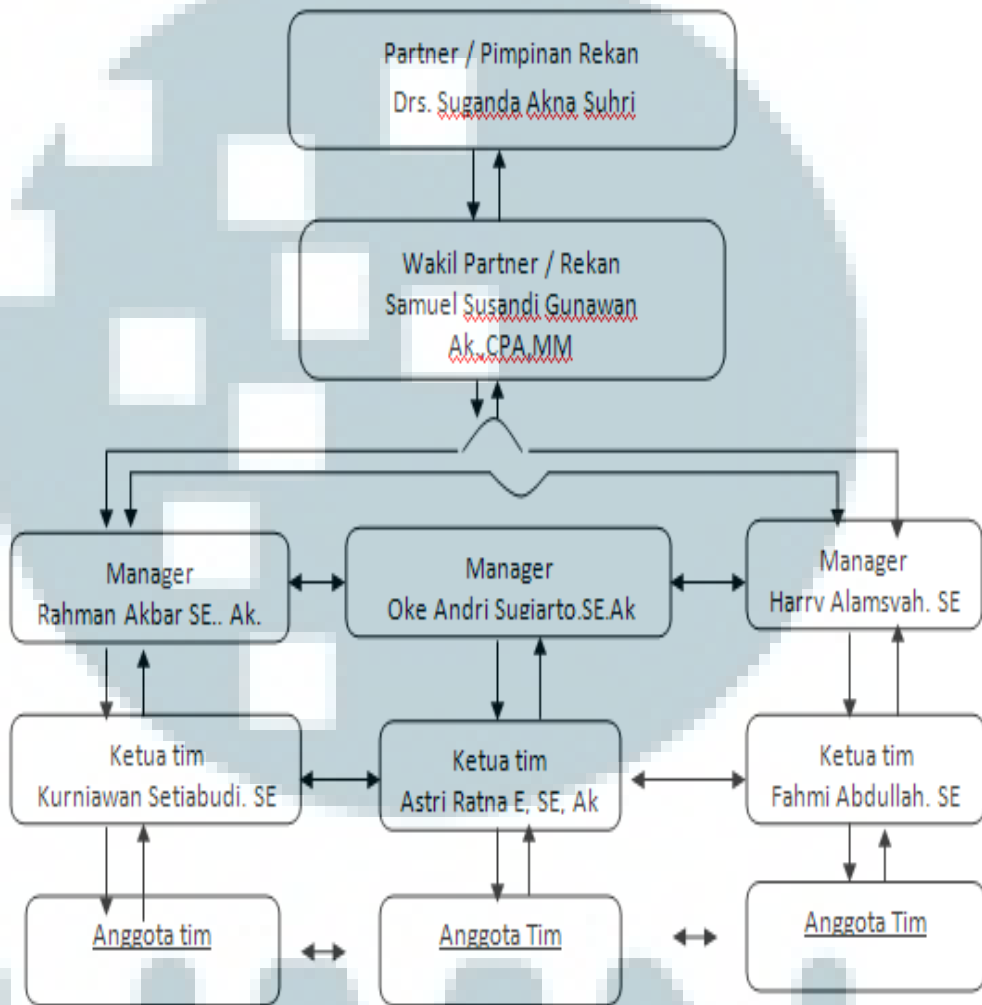 Partner / Pimpinan Rekan
Drs. Suganda Akna Suhri
Wakil Partner / Rekan
Samuel Susandi Gunawan
Ak.,CPA,MM
Manager
Rahman Akbar SE.. Ak.
Manager
Oke Andri Sugiarto.SE.Ak
Manager
Harry Alamsyah. SE
Ketua tim
Kurniawan Setiabudi. SE
Ketua tim
Astri Ratna E, SE, Ak
Ketua tim
Fahmi Abdullah. SE
Anggota tim
Anggota Tim
Anggota Tim